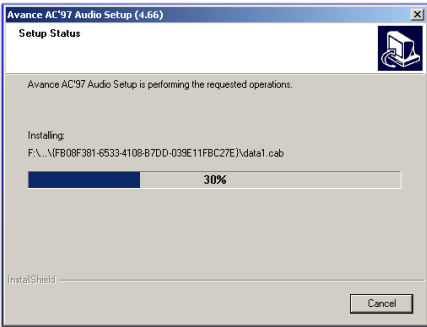 Avance AC'97 Audio Setup (4.66)
Setup Status
Avance AC'97 Audio Setup is performing the requested operations.
Installing:
F:\...\{FB08F381-6533-4108-B7DD-039E11FBC27E}\data1.cab
30%
InstallShield
Cancel